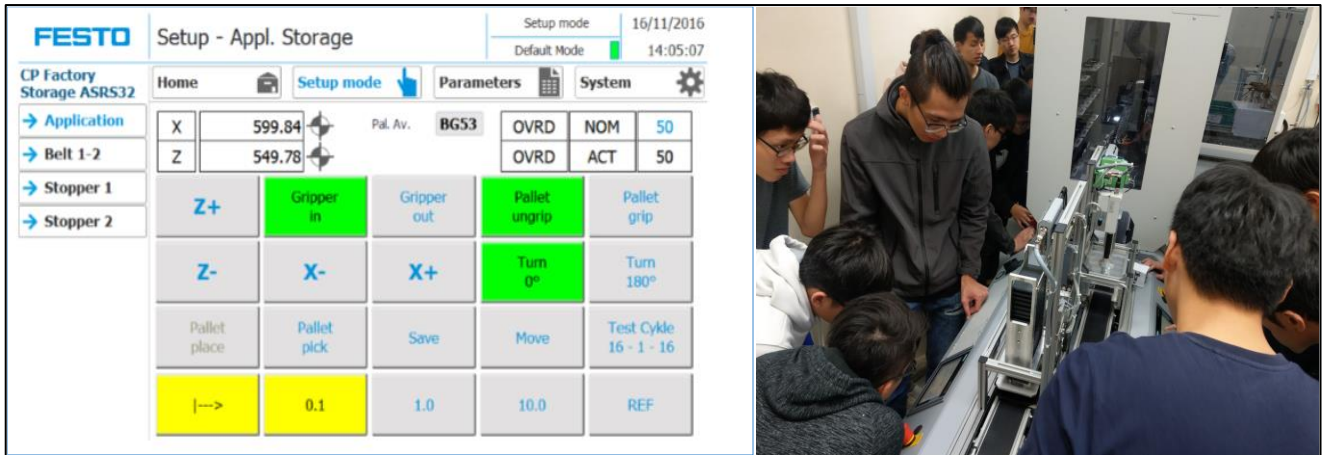 FESTO
Setup - Appl. Storage
Setup mode
16/11/2016
Default Mode
14:05:07
CP Factory
Storage ASRS32
Home
Setup mode
Parameters
System
→ Application
→ Belt 1-2
→ Stopper 1
→ Stopper 2
X 599.84
Pal. Av. BG53
OVRD NOM 50
Z 549.78
OVRD ACT 50
Z+
Gripper
in
Gripper
out
Pallet
ungrip
Pallet
grip
Z-
X-
X+
Turn
0°
Turn
180°
Pallet
place
Pallet
pick
Save
Move
Test Cykle
16 - 1 - 16
|--->
0.1
1.0
10.0
REF